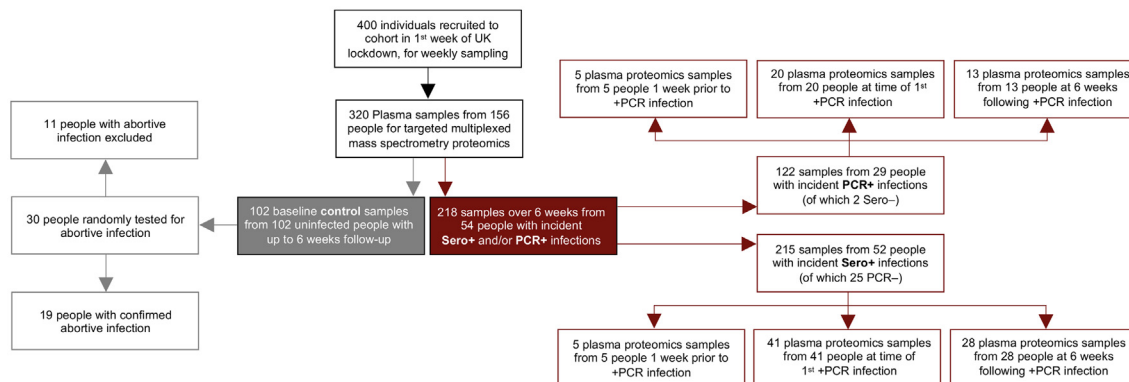 400 individuals recruited to
cohort in 1st week of UK
lockdown, for weekly sampling
320 Plasma samples from 156
people for targeted multiplexed
mass spectrometry proteomics
11 people with abortive
infection excluded
30 people randomly tested for
abortive infection
19 people with confirmed
abortive infection
102 baseline control samples
from 102 uninfected people with
up to 6 weeks follow-up
218 samples over 6 weeks from
54 people with incident
Sero+ and/or PCR+ infections
5 plasma proteomics samples
from 5 people 1 week prior to
+PCR infection
20 plasma proteomics samples
from 20 people at time of 1st
+PCR infection
13 plasma proteomics samples
from 13 people at 6 weeks
following +PCR infection
122 samples from 29 people
with incident PCR+ infections
(of which 2 Sero–)
215 samples from 52 people
with incident Sero+ infections
(of which 25 PCR–)
5 plasma proteomics samples
from 5 people 1 week prior to
+PCR infection
41 plasma proteomics samples
from 41 people at time of
1st +PCR infection
28 plasma proteomics samples
from 28 people at 6 weeks
following +PCR infection